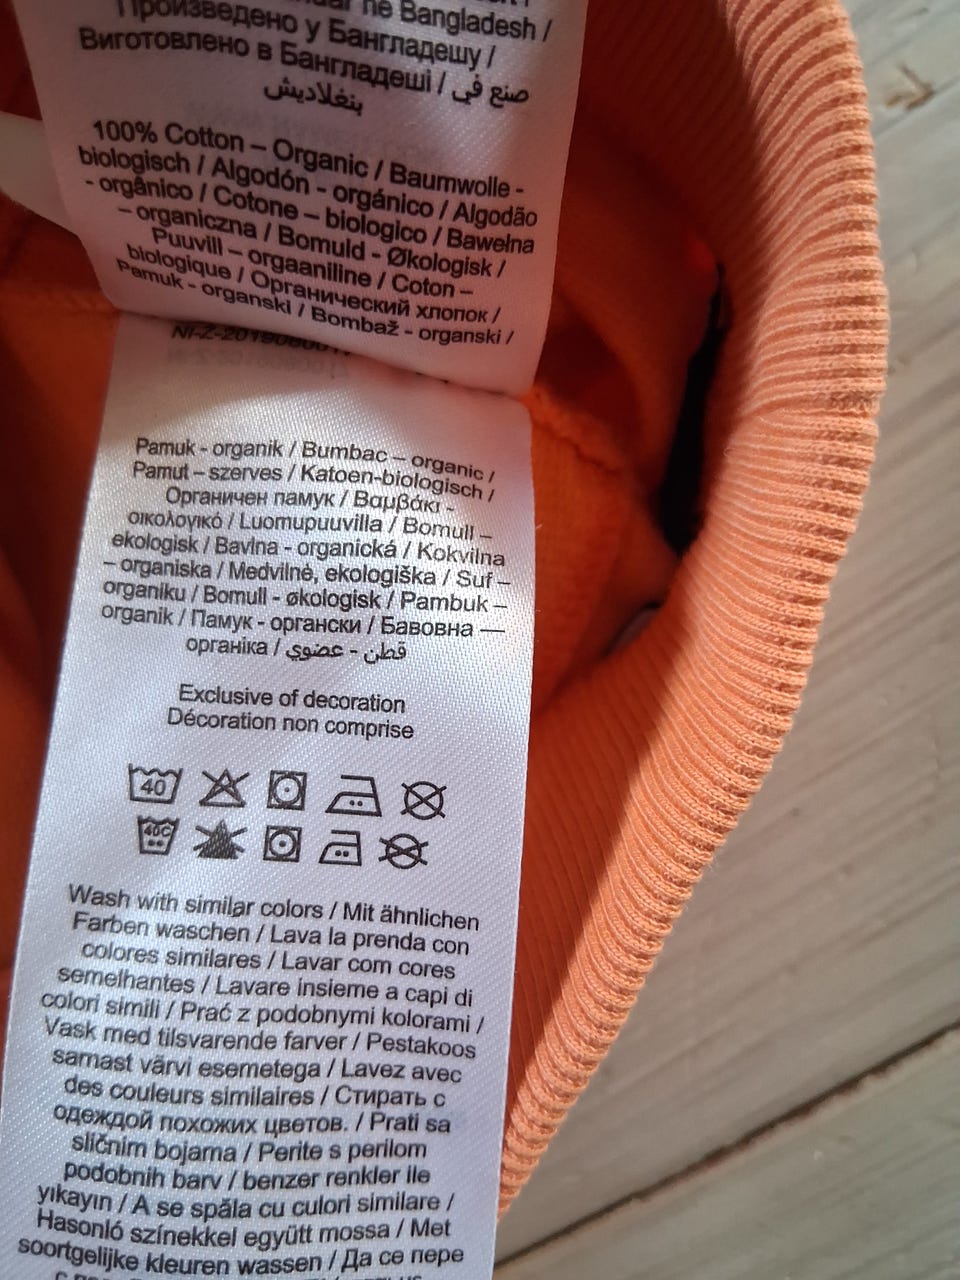 ne Bangladesh /
Произведено у Бангладешу /
Виготовлено в Бангладеші / صنع في
بنغلاديش
100% Cotton – Organic / Baumwolle -
biologisch / Algodón - orgánico / Algodão
- orgânico / Cotone – biologico / Bawełna
– organiczna / Bomuld - Økologisk /
Puuvill – orgaaniline / Coton –
biologique / Органический хлопок /
Pamuk - organski / Bombaž - organski /
Pamuk - organik / Bumbac – organic /
Pamut – szerves / Katoen-biologisch /
Органичен памук / Βαμβάκι -
οικολογικό / Luomupuuvilla / Bomull –
ekologisk / Bavlna - organická / Kokvilna
– organiska / Medvilnė, ekologiška / Suf –
organiku / Bomull - økologisk / Pambuk –
organik / Памук - органски / Бавовна —
органіка / قطن - عضوي
Exclusive of decoration
Décoration non comprise
40
40C
Wash with similar colors / Mit ähnlichen
Farben waschen / Lava la prenda con
colores similares / Lavar com cores
semelhantes / Lavare insieme a capi di
colori simili / Prać z podobnymi kolorami /
Vask med tilsvarende farver / Pestakoos
samast värvi esemetega / Lavez avec
des couleurs similaires / Стирать с
одеждой похожих цветов. / Prati sa
sličnim bojama / Perite s perilom
podobnih barv / benzer renkler ile
yıkayın / A se spăla cu culori similare /
Hasonló színekkel együtt mossa / Met
soortgelijke kleuren wassen / Да се пере